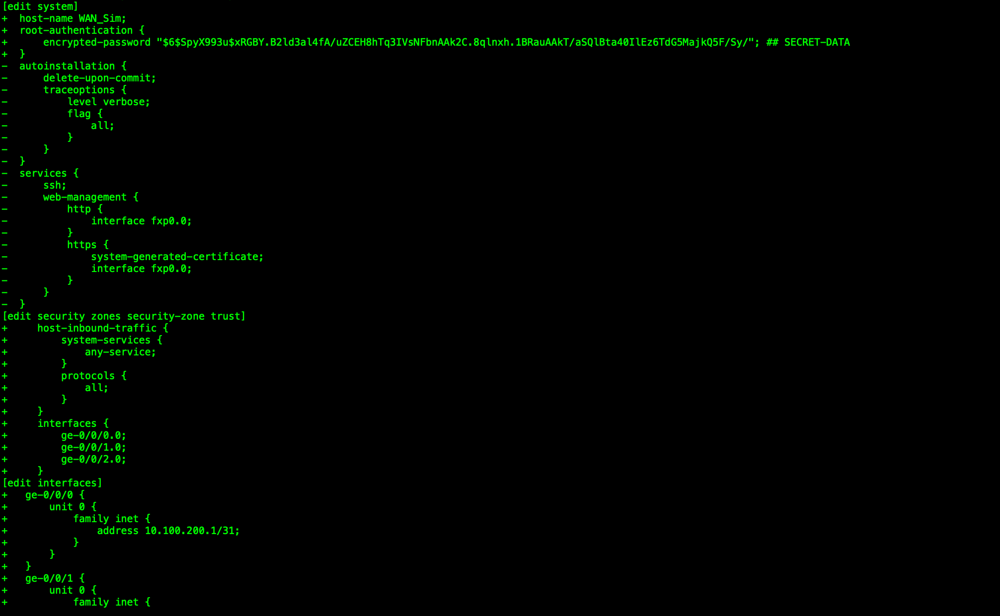 [edit system]
+  host-name WAN_Sim;
+  root-authentication {
+      encrypted-password "$6$SpyX993u$xRGBY.B2ld3al4fA/uZCEH8hTq3IVsNFbnAAk2C.8qlnxh.1BRauAAkT/aSQlBta40IlEz6TdG5MajkQ5F/Sy/"; ## SECRET-DATA
+  }
-  autoinstallation {
-      delete-upon-commit;
-      traceoptions {
-          level verbose;
-          flag {
-              all;
-          }
-      }
-  }
-  services {
-      ssh;
-      web-management {
-          http {
-              interface fxp0.0;
-          }
-          https {
-              system-generated-certificate;
-              interface fxp0.0;
-          }
-      }
-  }
[edit security zones security-zone trust]
+     host-inbound-traffic {
+         system-services {
+             any-service;
+         }
+         protocols {
+             all;
+         }
+     }
+     interfaces {
+         ge-0/0/0.0;
+         ge-0/0/1.0;
+         ge-0/0/2.0;
+     }
[edit interfaces]
+   ge-0/0/0 {
+       unit 0 {
+           family inet {
+               address 10.100.200.1/31;
+           }
+       }
+   }
+   ge-0/0/1 {
+       unit 0 {
+           family inet {